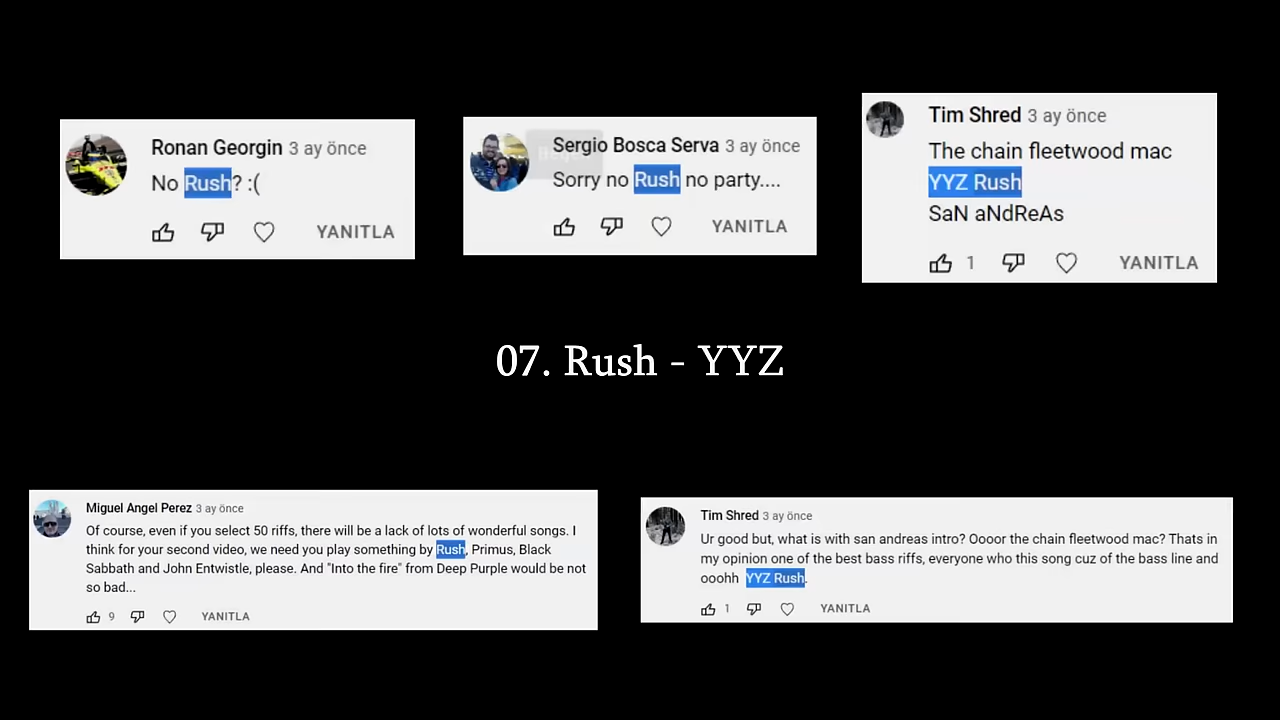 Ronan Georgin 3 ay önce
No Rush? :(
YANITLA
Sergio Bosca Serva 3 ay önce
Sorry no Rush no party....
YANITLA
Tim Shred 3 ay önce
The chain fleetwood mac
YYZ Rush
SaN aNdReAs
1 YANITLA
07. Rush - YYZ
Miguel Angel Perez 3 ay önce
Of course, even if you select 50 riffs, there will be a lack of lots of wonderful songs. I
think for your second video, we need you play something by Rush, Primus, Black
Sabbath and John Entwistle, please. And "Into the fire" from Deep Purple would be not
so bad...
9 YANITLA
Tim Shred 3 ay önce
Ur good but, what is with san andreas intro? Oooor the chain fleetwood mac? Thats in
my opinion one of the best bass riffs, everyone who this song cuz of the bass line and
ooohh YYZ Rush.
1 YANITLA